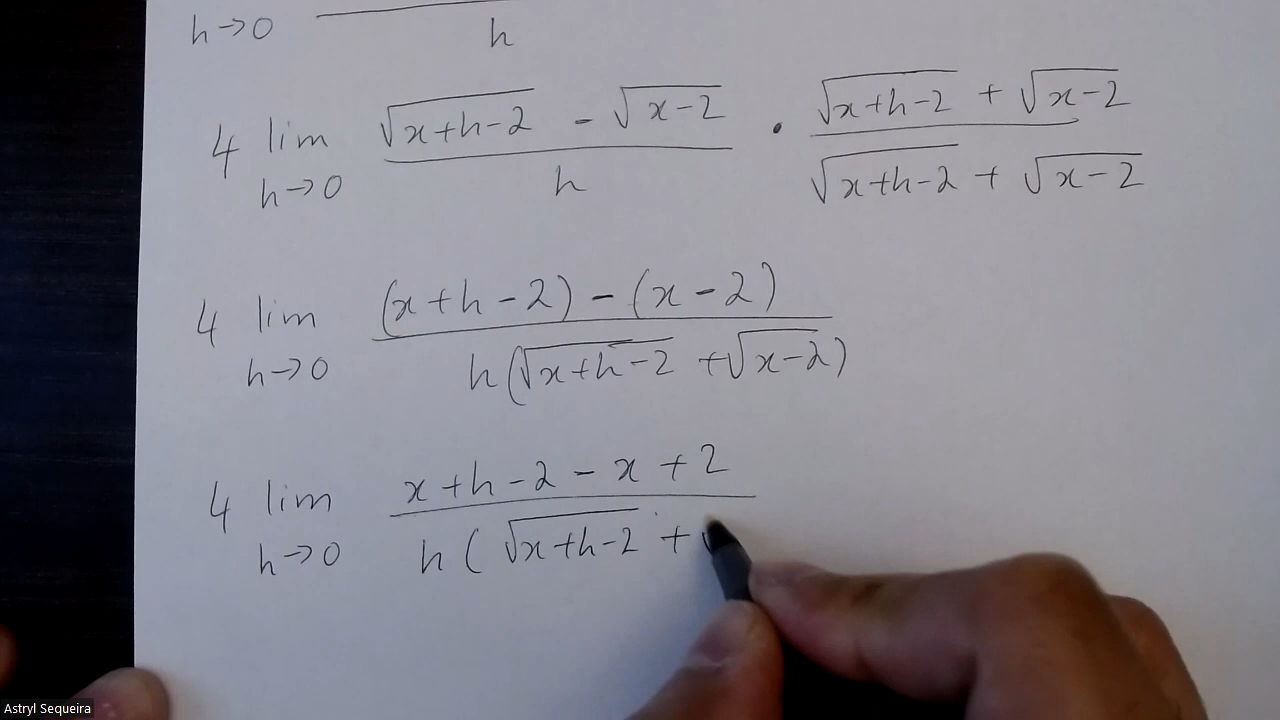 h→0 h
4 lim √(x+h-2) - √(x-2) / h · √(x+h-2) + √(x-2) / √(x+h-2) + √(x-2)
h→0
4 lim (x+h-2) - (x-2) / h(√(x+h-2) + √(x-2))
h→0
4 lim x+h-2-x+2 / h(√(x+h-2) + √
h→0
Astryl Sequeira